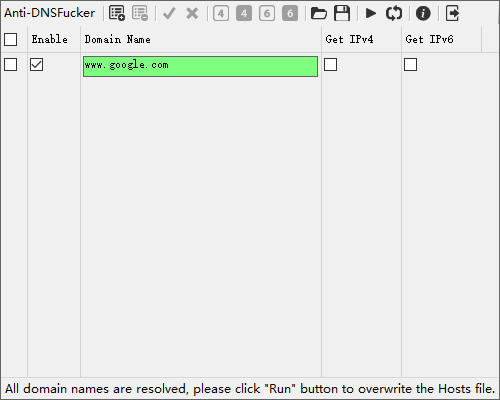 Anti-DNSFucker 4 4 6 6
Enable Domain Name Get IPv4 Get IPv6
www.google.com
All domain names are resolved, please click "Run" button to overwrite the Hosts file.